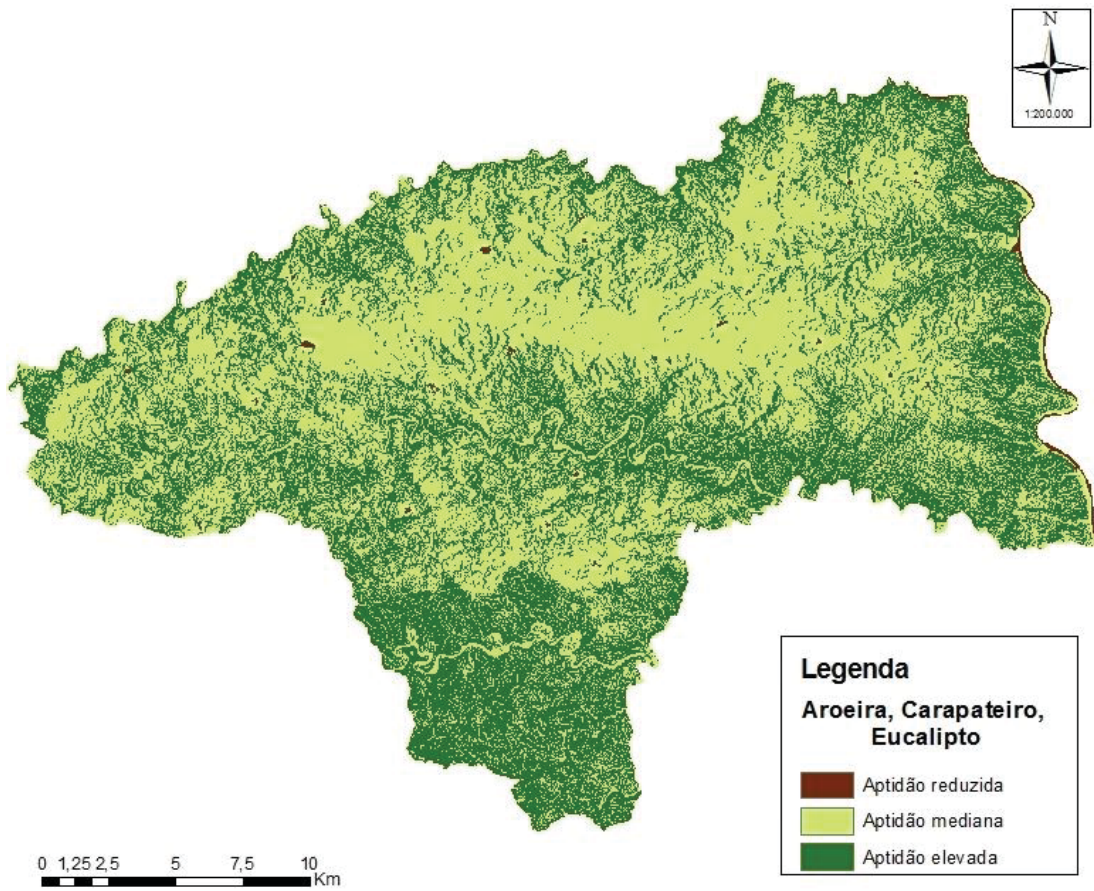 N
1:200.000
Legenda
Aroeira, Carapateiro,
Eucalipto
Aptidão reduzida
Aptidão mediana
Aptidão elevada
0 1,25 2,5 5 7,5 10
Km